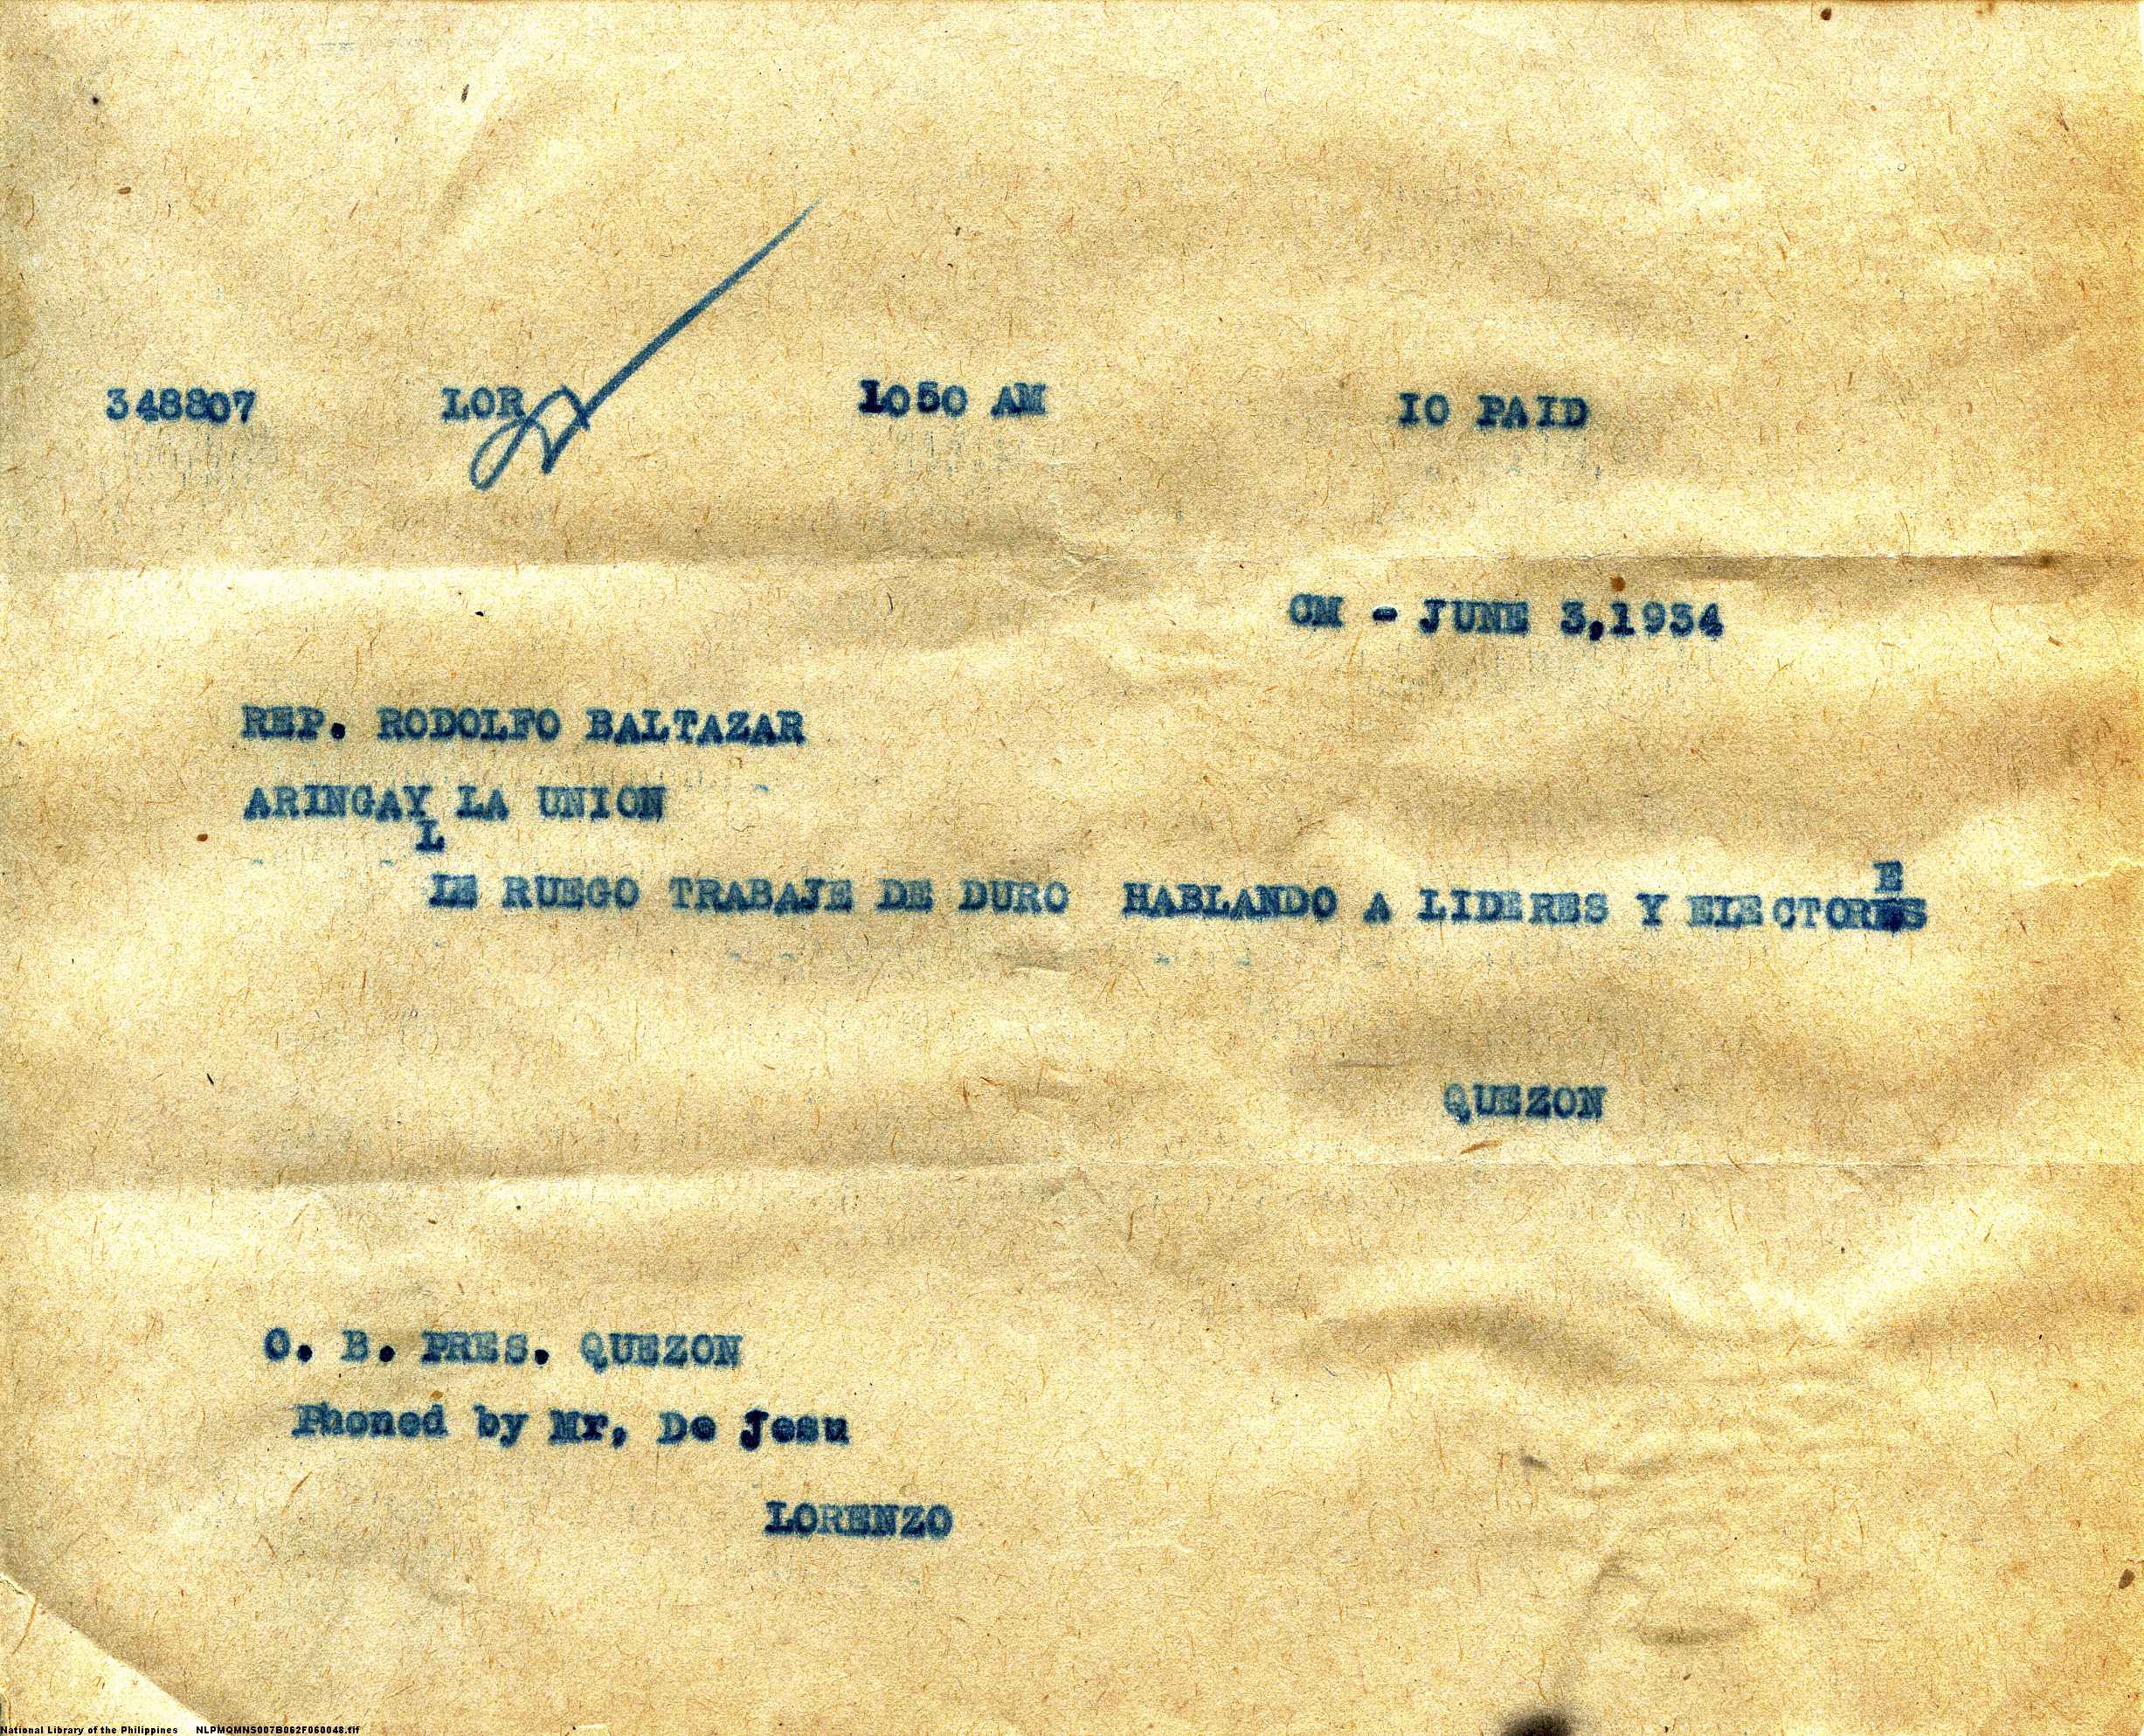 348807 LOR 1050 AM IO PAID
CM - JUNE 3,1934
REP. RODOLFO BALTAZAR
ARINGAY LA UNION
L
LE RUEGO TRABAJE DE DURO HABLANDO A LIDERES Y ELECTORES
E
QUEZON
C. B. PRES. QUEZON
Phoned by Mr, De Jesu
LORENZO
National Library of the Philippines NLPMQMNS007B062F060048.tif